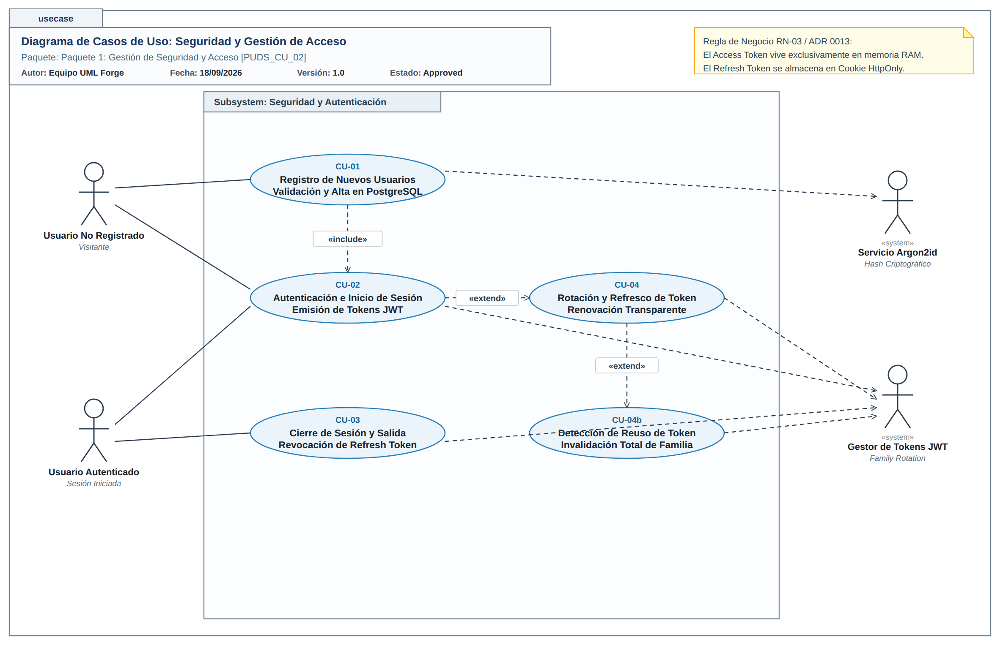 usecase
Diagrama de Casos de Uso: Seguridad y Gestión de Acceso
Paquete: Paquete 1: Gestión de Seguridad y Acceso [PUDS_CU_02]
Autor: Equipo UML Forge Fecha: 18/09/2026 Versión: 1.0 Estado: Approved
Regla de Negocio RN-03 / ADR 0013:
El Access Token vive exclusivamente en memoria RAM.
El Refresh Token se almacena en Cookie HttpOnly.
Subsystem: Seguridad y Autenticación
CU-01
Registro de Nuevos Usuarios
Validación y Alta en PostgreSQL
Usuario No Registrado
Visitante
«include»
«system»
Servicio Argon2id
Hash Criptográfico
CU-02
Autenticación e Inicio de Sesión
Emisión de Tokens JWT
«extend»
CU-04
Rotación y Refresco de Token
Renovación Transparente
«extend»
CU-03
Cierre de Sesión y Salida
Revocación de Refresh Token
CU-04b
Detección de Reuso de Token
Invalidación Total de Familia
Usuario Autenticado
Sesión Iniciada
«system»
Gestor de Tokens JWT
Family Rotation